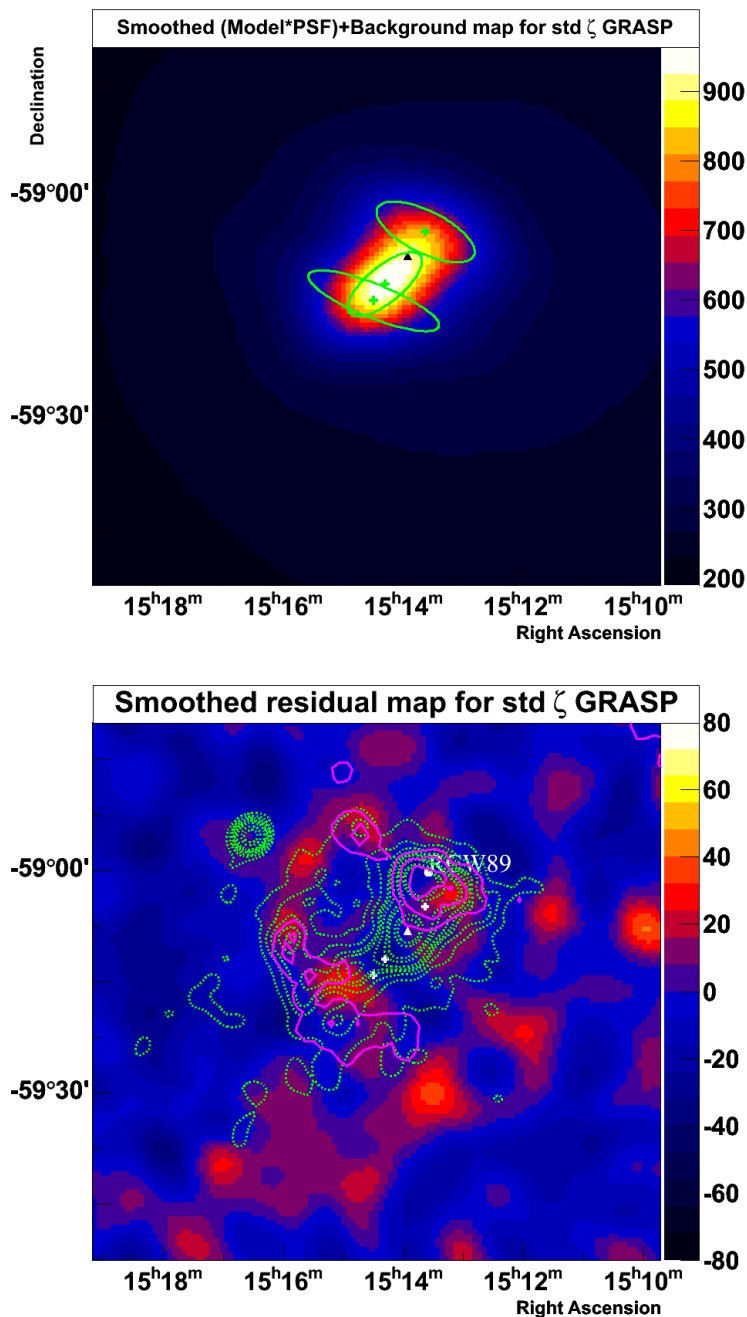 Smoothed (Model*PSF)+Background map for std ζ GRASP
Declination
-59°00'
-59°30'
900
800
700
600
500
400
300
200
15h18m 15h16m 15h14m 15h12m 15h10m
Right Ascension
Smoothed residual map for std ζ GRASP
RCW89
-59°00'
-59°30'
80
60
40
20
0
-20
-40
-60
-80
15h18m 15h16m 15h14m 15h12m 15h10m
Right Ascension